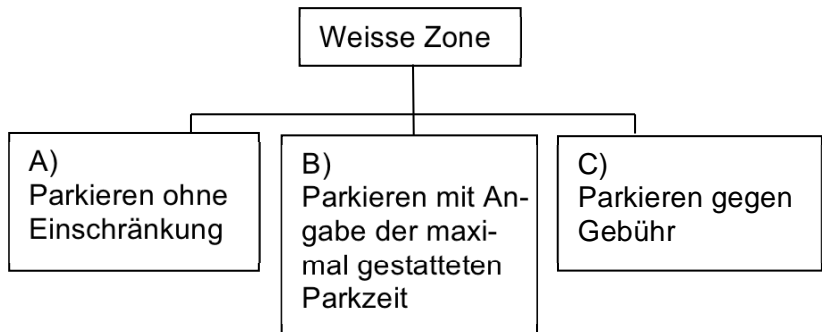 Weisse Zone
A)
Parkieren ohne
Einschränkung
B)
Parkieren mit An-
gabe der maxi-
mal gestatteten
Parkzeit
C)
Parkieren gegen
Gebühr